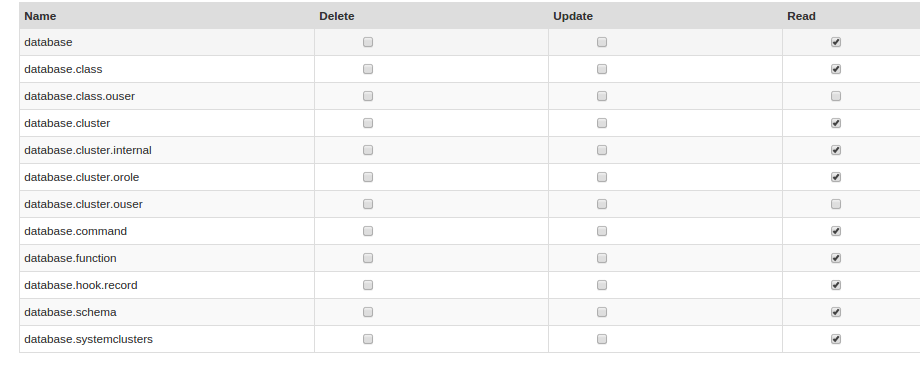 Name Delete Update Read
database
database.class
database.class.ouser
database.cluster
database.cluster.internal
database.cluster.orole
database.cluster.ouser
database.command
database.function
database.hook.record
database.schema
database.systemclusters